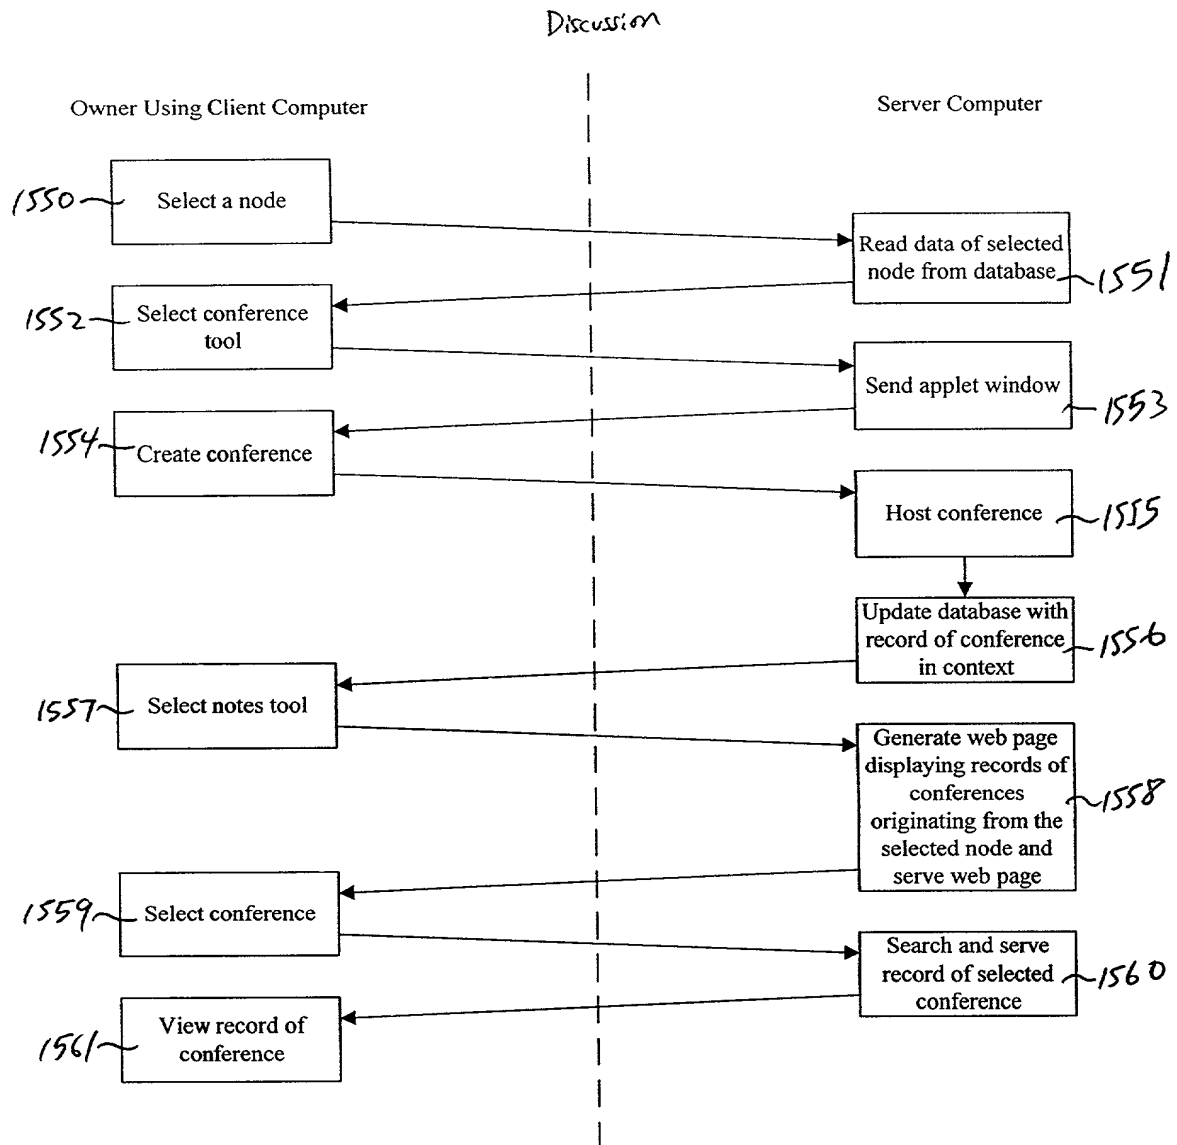 Discussion
Owner Using Client Computer
Server Computer
1550
Select a node
Read data of selected
node from database
1551
1552
Select conference
tool
Send applet window
1553
1554
Create conference
Host conference
1555
Update database with
record of conference
in context
1556
1557
Select notes tool
Generate web page
displaying records of
conferences
originating from the
selected node and
serve web page
1558
1559
Select conference
Search and serve
record of selected
conference
1560
1561
View record of
conference